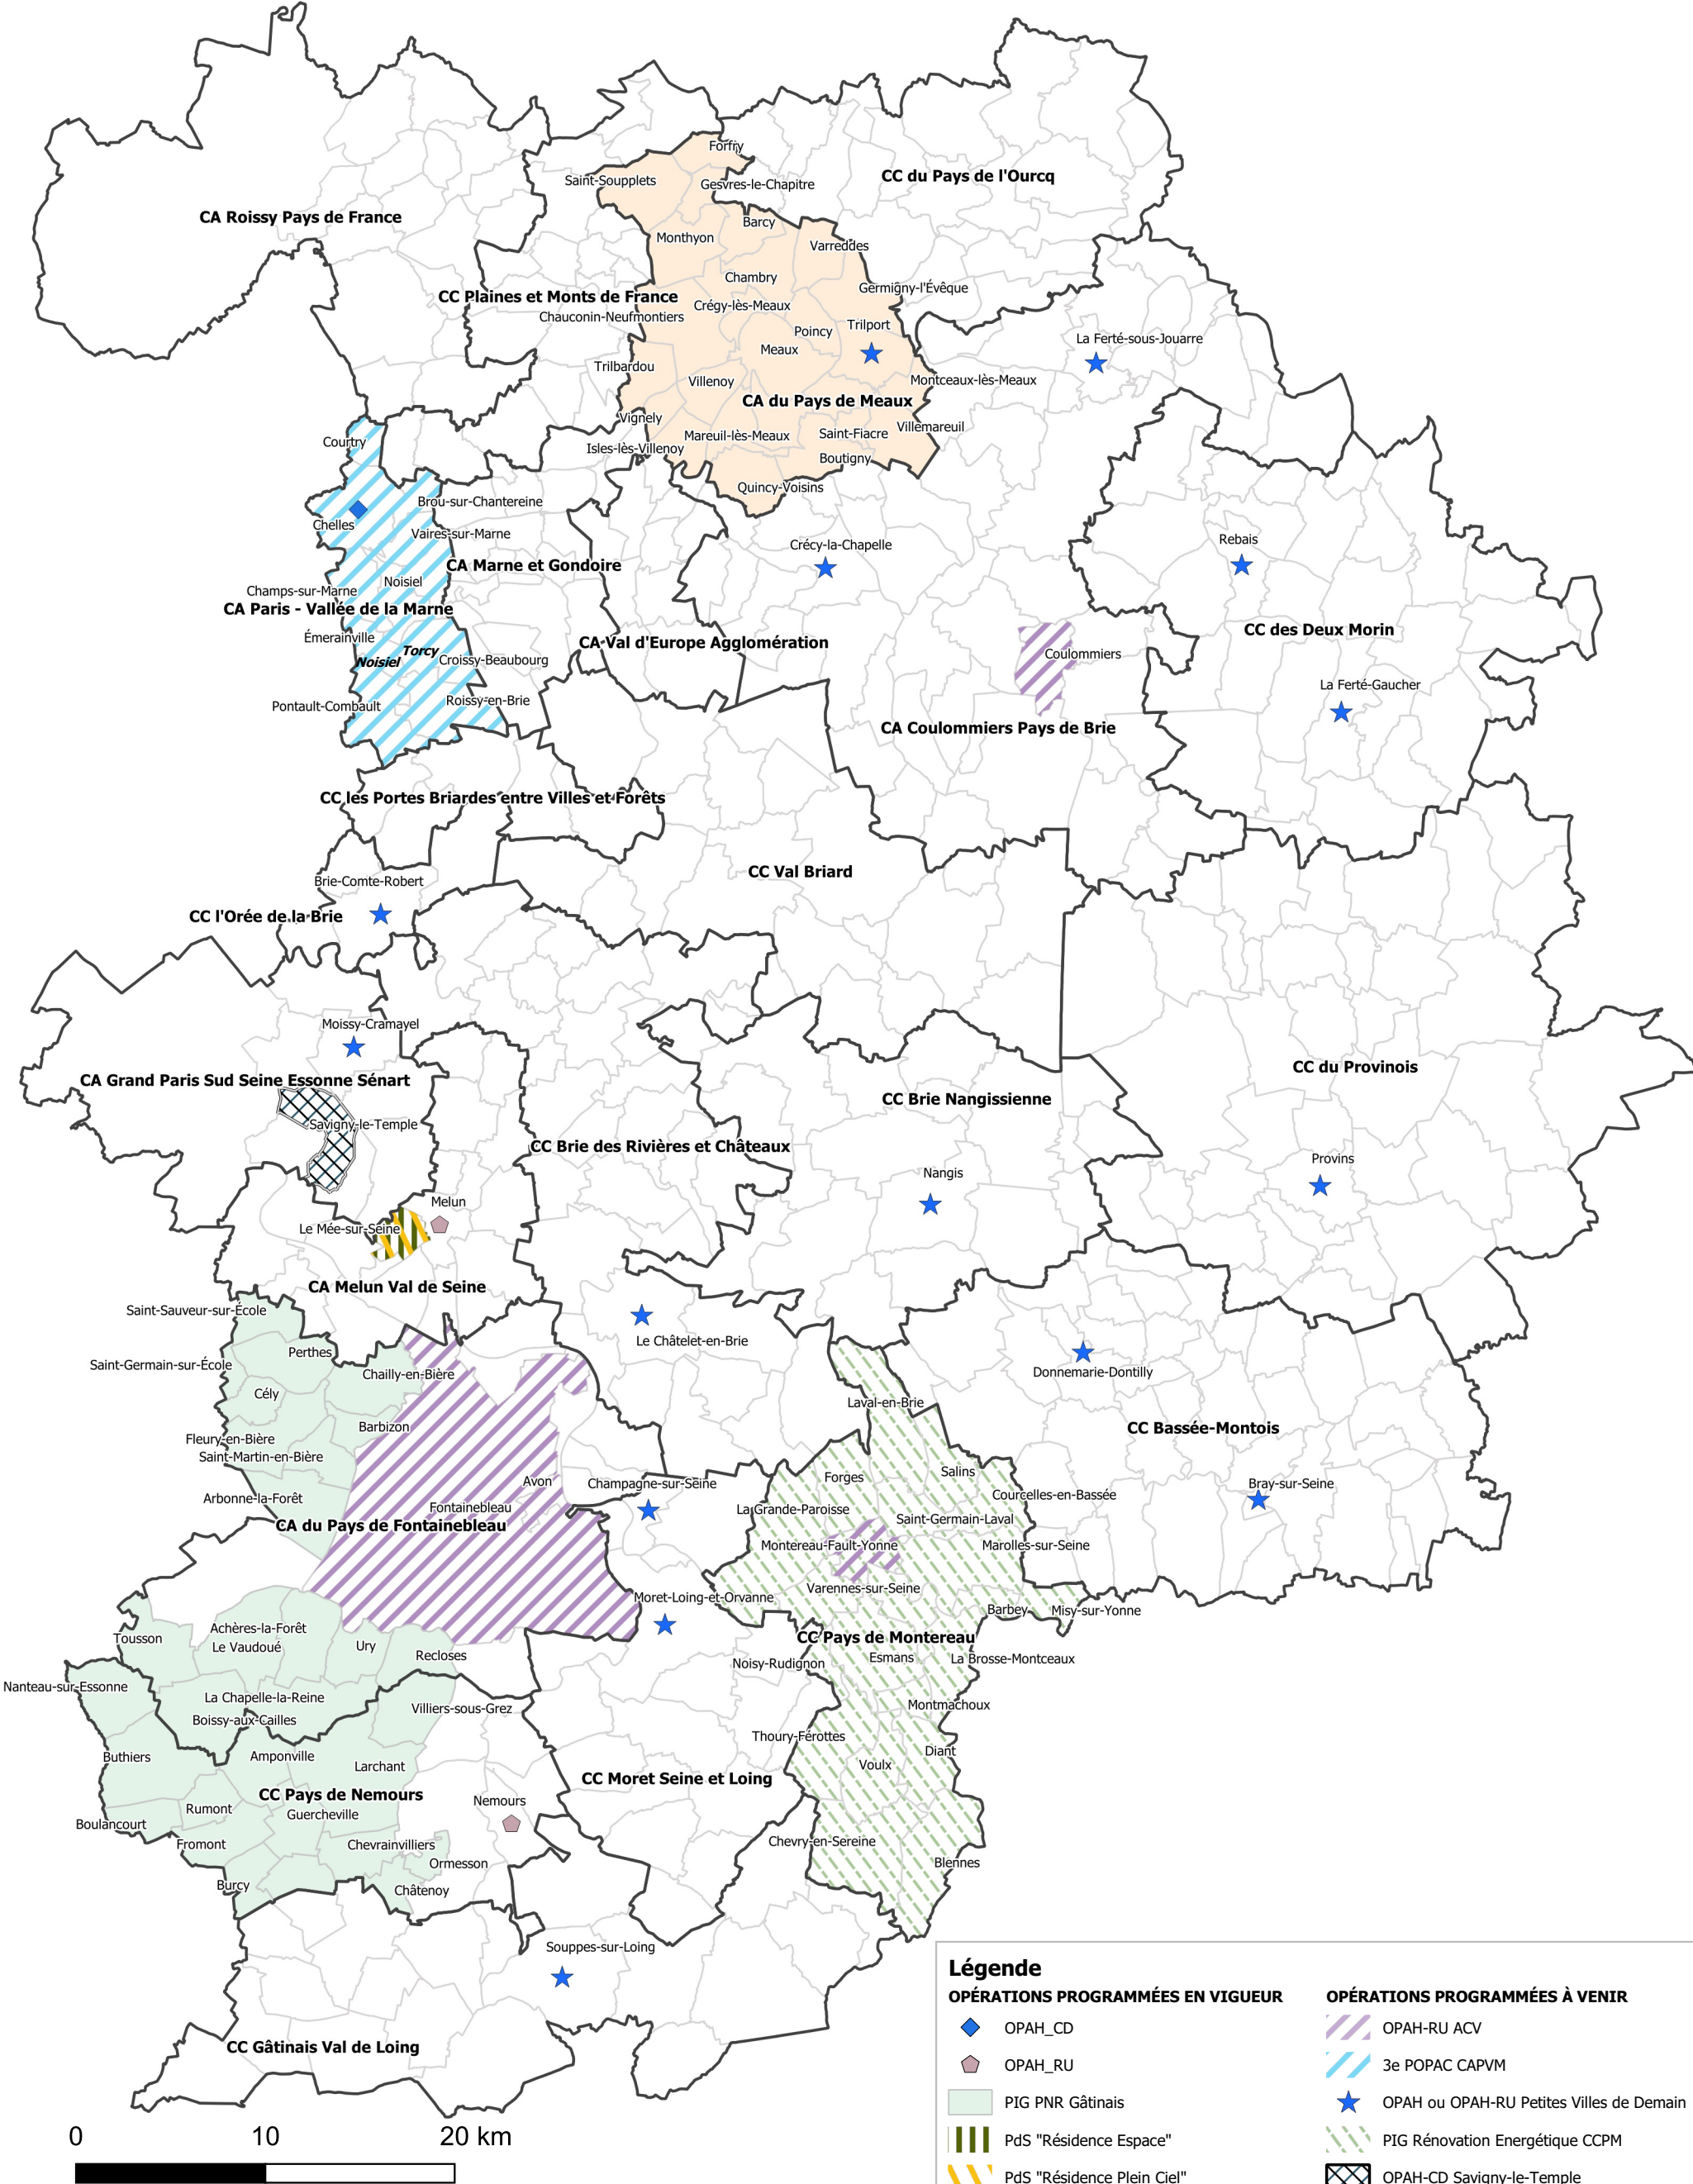 Forfry
Saint-Soupplets
Gesvres-le-Chapitre
CC du Pays de l'Ourcq
CA Roissy Pays de France
Barcy
Monthyon
Varreddes
Chambry
Germigny-l'Évêque
CC Plaines et Monts de France
Crégy-lès-Meaux
Chauconin-Neufmontiers
Poincy
Trilport
La Ferté-sous-Jouarre
Meaux
Trilbardou
Villenoy
Montceaux-lès-Meaux
CA du Pays de Meaux
Vignely
Villemareuil
Mareuil-lès-Meaux
Saint-Fiacre
Courtry
Isles-lès-Villenoy
Boutigny
Quincy-Voisins
Brou-sur-Chantereine
Chelles
Vaires-sur-Marne
Crécy-la-Chapelle
Rebais
CA Marne et Gondoire
Noisiel
Champs-sur-Marne
CA Paris - Vallée de la Marne
CC des Deux Morin
Émerainville
CA Val d'Europe Agglomération
Torcy
Noisiel
Croissy-Beaubourg
Coulommiers
La Ferté-Gaucher
Pontault-Combault
Roissy-en-Brie
CA Coulommiers Pays de Brie
CC les Portes Briardes entre Villes et Forêts
CC Val Briard
Brie-Comte-Robert
CC l'Orée de la Brie
Moissy-Cramayel
CC du Provinois
CA Grand Paris Sud Seine Essonne Sénart
CC Brie Nangissienne
Savigny-le-Temple
CC Brie des Rivières et Châteaux
Provins
Nangis
Melun
Le Mée-sur-Seine
CA Melun Val de Seine
Saint-Sauveur-sur-École
Le Châtelet-en-Brie
Perthes
Saint-Germain-sur-École
Chailly-en-Bière
Donnemarie-Dontilly
Cély
Laval-en-Brie
Barbizon
CC Bassée-Montois
Fleury-en-Bière
Saint-Martin-en-Bière
Salins
Forges
Avon
Champagne-sur-Seine
Bray-sur-Seine
Courcelles-en-Bassée
Arbonne-la-Forêt
Fontainebleau
La Grande-Paroisse
Saint-Germain-Laval
CA du Pays de Fontainebleau
Montereau-Fault-Yonne
Marolles-sur-Seine
Varennes-sur-Seine
Moret-Loing-et-Orvanne
Barbey
Misy-sur-Yonne
Achères-la-Forêt
Tousson
Le Vaudoué
Ury
CC Pays de Montereau
Recloses
Esmans
La Brosse-Montceaux
Noisy-Rudignon
Nanteau-sur-Essonne
La Chapelle-la-Reine
Villiers-sous-Grez
Montmachoux
Boissy-aux-Cailles
Thoury-Férottes
Diant
Buthiers
Amponville
Larchant
Voulx
CC Moret Seine et Loing
CC Pays de Nemours
Nemours
Rumont
Guercheville
Boulancourt
Fromont
Chevrainvilliers
Chevry-en-Sereine
Ormesson
Blennes
Burcy
Châtenoy
Souppes-sur-Loing
CC Gâtinais Val de Loing
0 10 20 km
Légende
OPÉRATIONS PROGRAMMÉES EN VIGUEUR
OPAH_CD
OPAH_RU
PIG PNR Gâtinais
PdS "Résidence Espace"
PdS "Résidence Plein Ciel"
OPÉRATIONS PROGRAMMÉES À VENIR
OPAH-RU ACV
3e POPAC CAPVM
OPAH ou OPAH-RU Petites Villes de Demain
PIG Rénovation Energétique CCPM
OPAH-CD Savigny-le-Temple